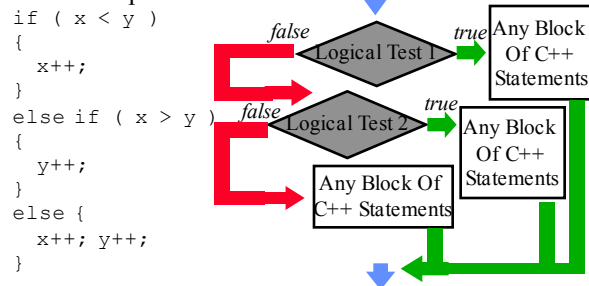 if ( x < y )
{
x++;
}
else if ( x > y )
{
y++;
}
else {
x++; y++;
}
false
Logical Test 1
true
Any Block
Of C++
Statements
false
Logical Test 2
true
Any Block
Of C++
Statements
Any Block Of
C++ Statements